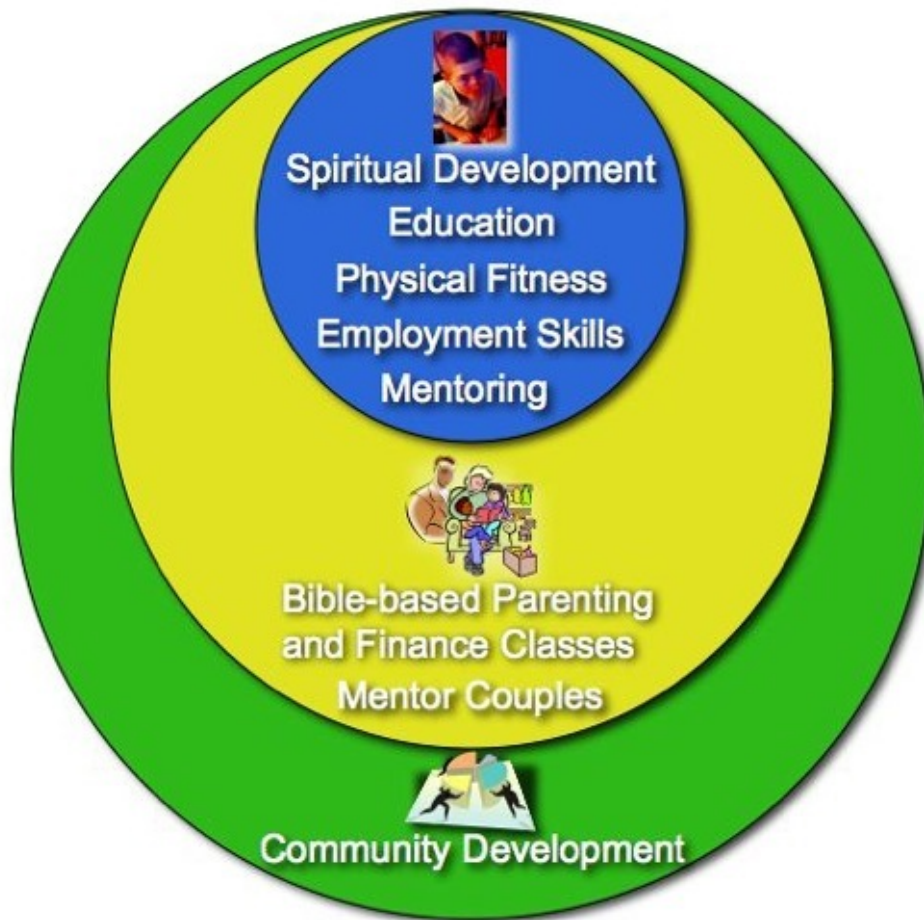 Spiritual Development
Education
Physical Fitness
Employment Skills
Mentoring
Bible-based Parenting
and Finance Classes
Mentor Couples
Community Development